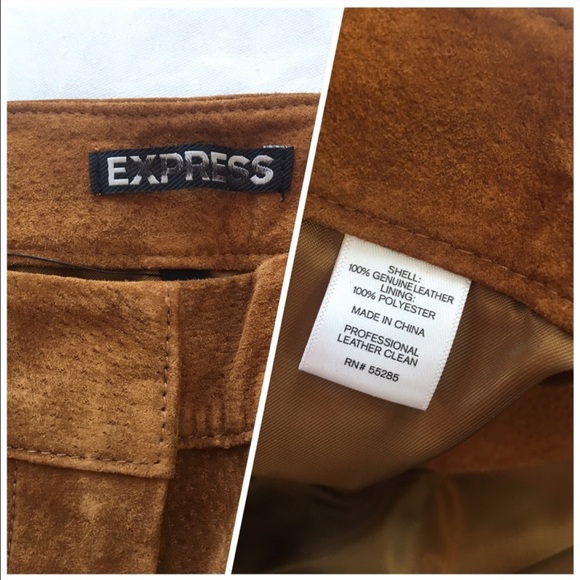 EXPRESS
SHELL:
100% GENUINE LEATHER
LINING:
100% POLYESTER
MADE IN CHINA
PROFESSIONAL
LEATHER CLEAN
RN# 55285